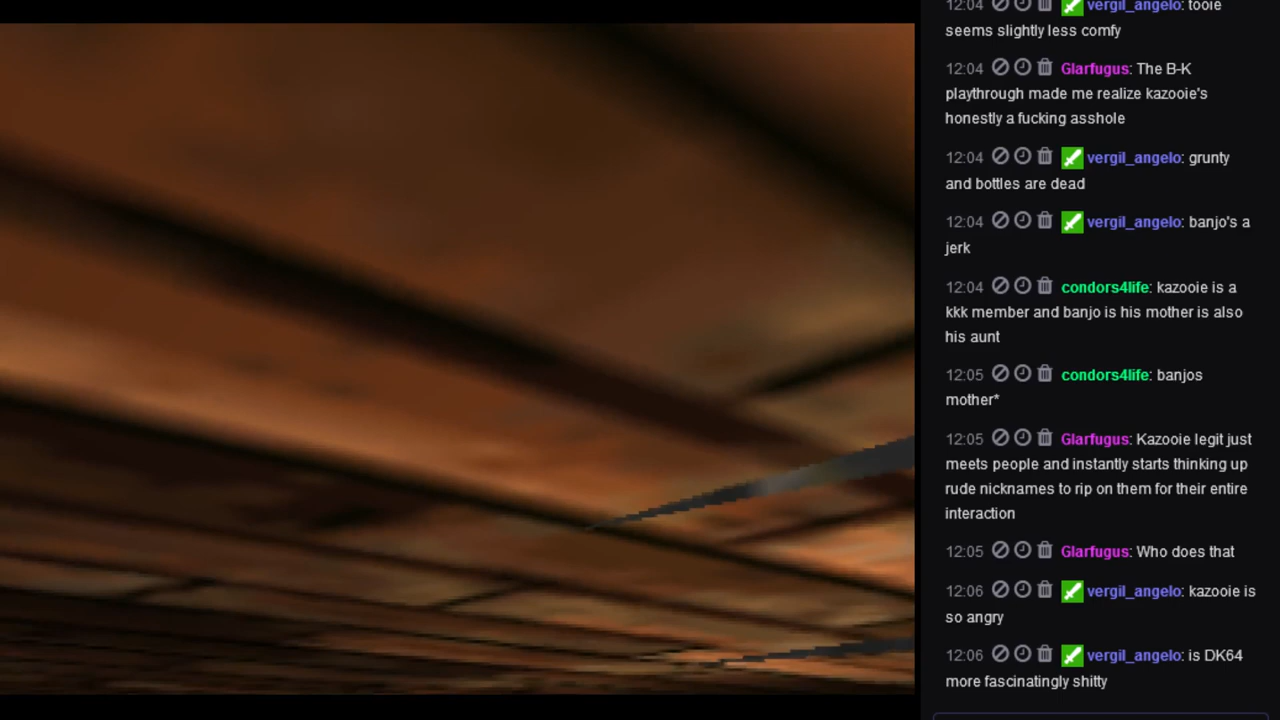 12:04 vergil_angelo: tooie
seems slightly less comfy
12:04 Glarfugus: The B-K
playthrough made me realize kazooie's
honestly a fucking asshole
12:04 vergil_angelo: grunty
and bottles are dead
12:04 vergil_angelo: banjo's a
jerk
12:04 condors4life: kazooie is a
kkk member and banjo is his mother is also
his aunt
12:05 condors4life: banjos
mother*
12:05 Glarfugus: Kazooie legit just
meets people and instantly starts thinking up
rude nicknames to rip on them for their entire
interaction
12:05 Glarfugus: Who does that
12:06 vergil_angelo: kazooie is
so angry
12:06 vergil_angelo: is DK64
more fascinatingly shitty